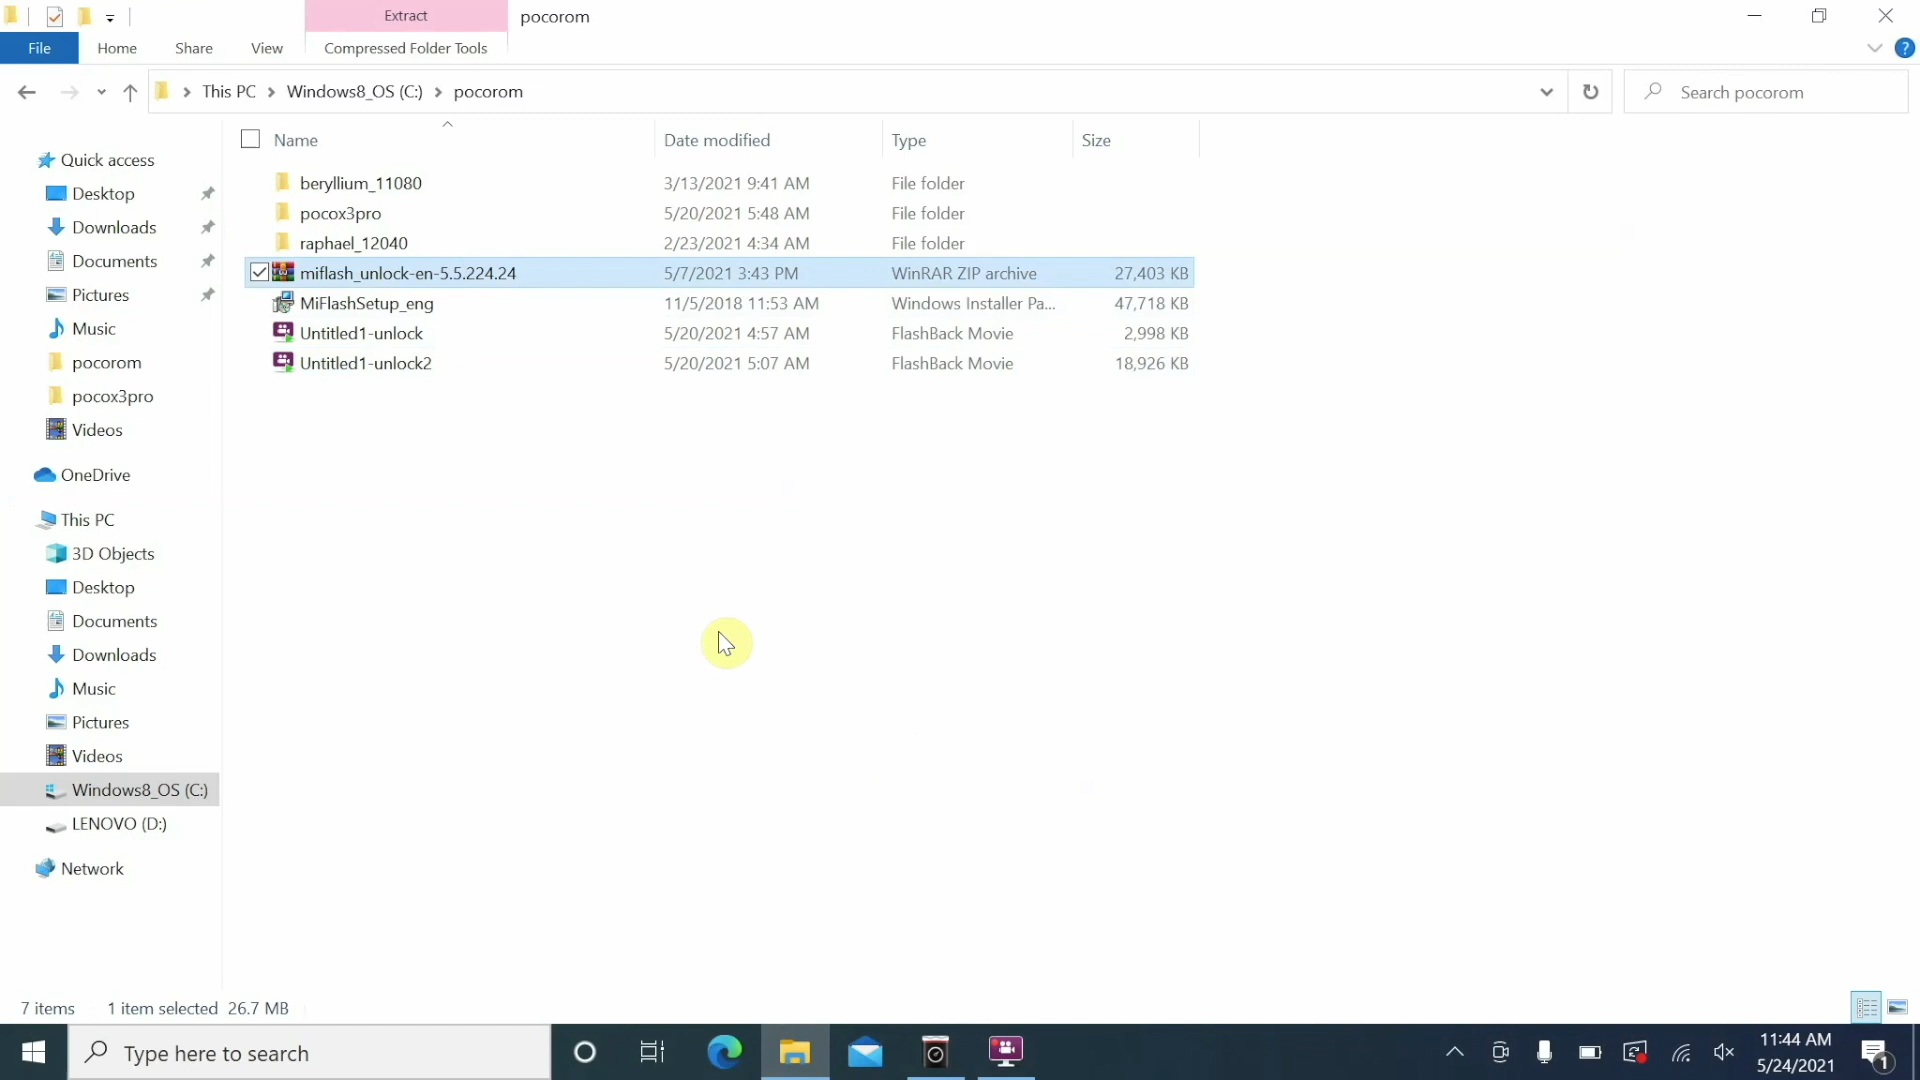 Extract
pocorom
File
Home
Share
View
Compressed Folder Tools
?
This PC
Windows8_OS (C:)
pocorom
Search pocorom
Name
Date modified
Type
Size
beryllium_11080
3/13/2021 9:41 AM
File folder
pocox3pro
5/20/2021 5:48 AM
File folder
raphael_12040
2/23/2021 4:34 AM
File folder
miflash_unlock-en-5.5.224.24
5/7/2021 3:43 PM
WinRAR ZIP archive
27,403 KB
MiFlashSetup_eng
11/5/2018 11:53 AM
Windows Installer Pa...
47,718 KB
Untitled1-unlock
5/20/2021 4:57 AM
FlashBack Movie
2,998 KB
Untitled1-unlock2
5/20/2021 5:07 AM
FlashBack Movie
18,926 KB
Quick access
Desktop
Downloads
Documents
Pictures
Music
pocorom
pocox3pro
Videos
OneDrive
This PC
3D Objects
Desktop
Documents
Downloads
Music
Pictures
Videos
Windows8_OS (C:)
LENOVO (D:)
Network
7 items
1 item selected 26.7 MB
Type here to search
11:44 AM
5/24/2021
1